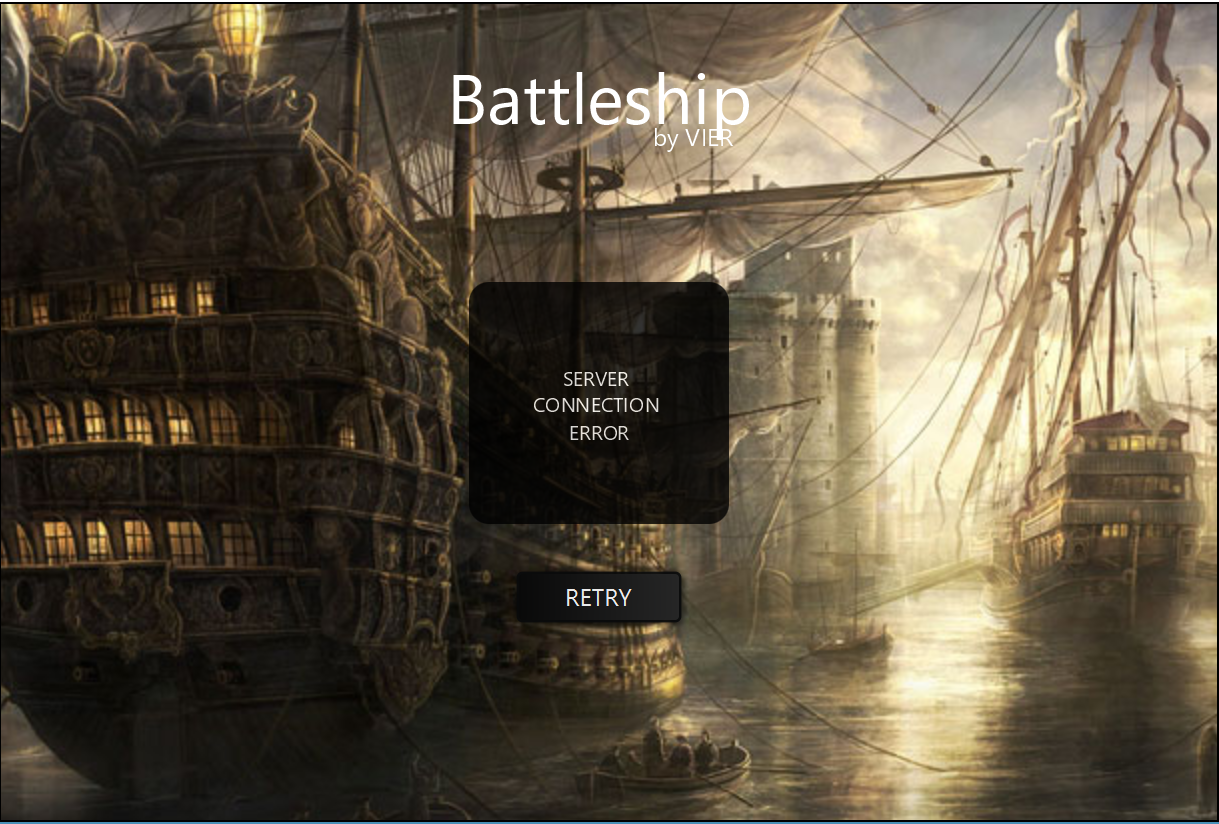 Battleship
by VIER
SERVER
CONNECTION
ERROR
RETRY